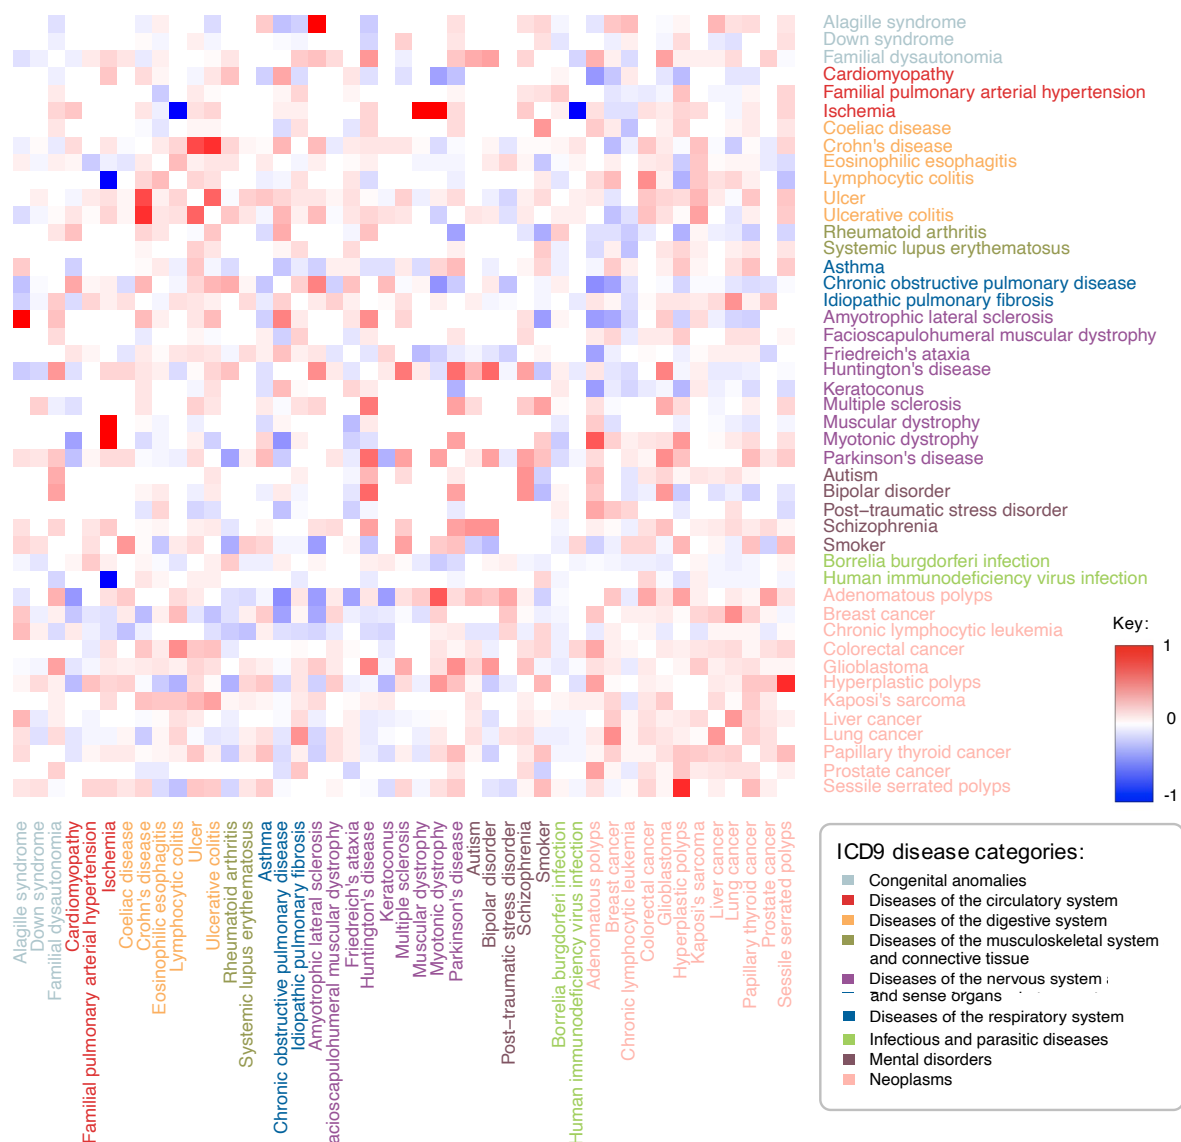 Alagille syndrome
Down syndrome
Familial dysautonomia
Cardiomyopathy
Familial pulmonary arterial hypertension
Ischemia
Coeliac disease
Crohn's disease
Eosinophilic esophagitis
Lymphocytic colitis
Ulcer
Ulcerative colitis
Rheumatoid arthritis
Systemic lupus erythematosus
Asthma
Chronic obstructive pulmonary disease
Idiopathic pulmonary fibrosis
Amyotrophic lateral sclerosis
Facioscapulohumeral muscular dystrophy
Friedreich's ataxia
Huntington's disease
Keratoconus
Multiple sclerosis
Muscular dystrophy
Myotonic dystrophy
Parkinson's disease
Autism
Bipolar disorder
Post−traumatic stress disorder
Schizophrenia
Smoker
Borrelia burgdorferi infection
Human immunodeficiency virus infection
Adenomatous polyps
Breast cancer
Chronic lymphocytic leukemia
Colorectal cancer
Glioblastoma
Hyperplastic polyps
Kaposi's sarcoma
Liver cancer
Lung cancer
Papillary thyroid cancer
Prostate cancer
Sessile serrated polyps
Key:
1
0
-1
Alagille syndrome
Down syndrome
Familial dysautonomia
Cardiomyopathy
Familial pulmonary arterial hypertension
Ischemia
Coeliac disease
Crohn's disease
Eosinophilic esophagitis
Lymphocytic colitis
Ulcer
Ulcerative colitis
Rheumatoid arthritis
Systemic lupus erythematosus
Asthma
Chronic obstructive pulmonary disease
Idiopathic pulmonary fibrosis
Amyotrophic lateral sclerosis
acioscapulohumeral muscular dystrophy
Friedreich's ataxia
Huntington's disease
Keratoconus
Multiple sclerosis
Muscular dystrophy
Myotonic dystrophy
Parkinson's disease
Autism
Bipolar disorder
Post−traumatic stress disorder
Schizophrenia
Smoker
Borrelia burgdorferi infection
Human immunodeficiency virus infection
Adenomatous polyps
Breast cancer
Chronic lymphocytic leukemia
Colorectal cancer
Glioblastoma
Hyperplastic polyps
Kaposi's sarcoma
Liver cancer
Lung cancer
Papillary thyroid cancer
Prostate cancer
Sessile serrated polyps
ICD9 disease categories:
Congenital anomalies
Diseases of the circulatory system
Diseases of the digestive system
Diseases of the musculoskeletal system
and connective tissue
Diseases of the nervous system
and sense organs
Diseases of the respiratory system
Infectious and parasitic diseases
Mental disorders
Neoplasms